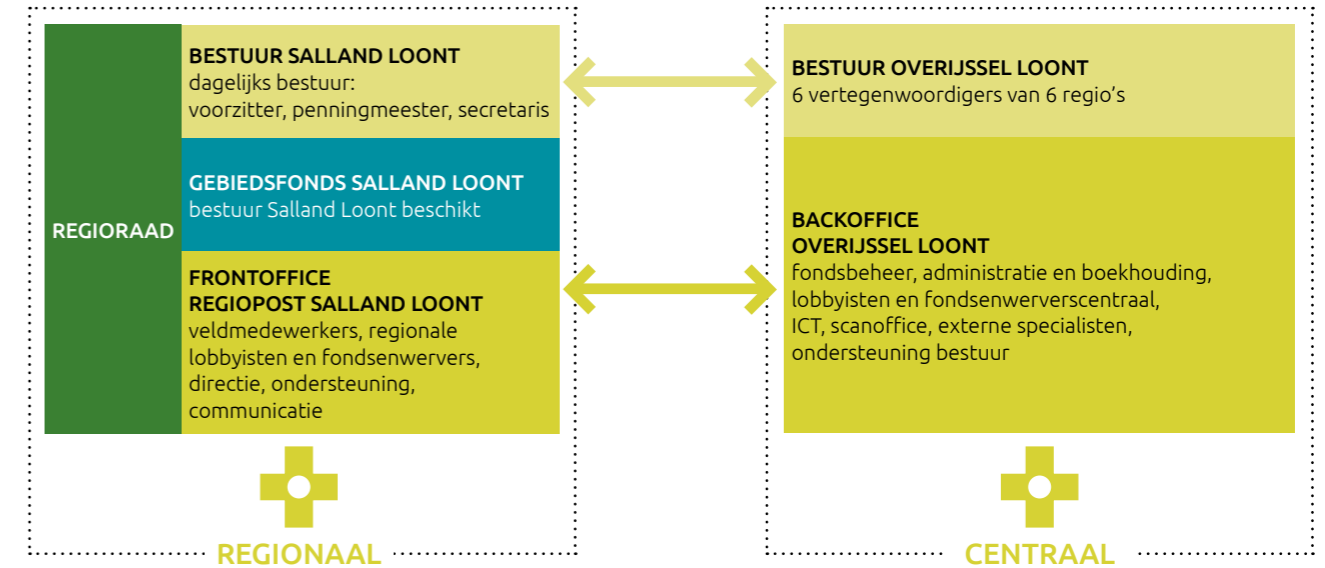 REGIORAAD
BESTUUR SALLAND LOONT
dagelijks bestuur:
voorzitter, penningmeester, secretaris
GEBIEDSFONDS SALLAND LOONT
bestuur Salland Loont beschikt
FRONTOFFICE
REGIOPOST SALLAND LOONT
veldmedewerkers, regionale
lobbyisten en fondsenwervers,
directie, ondersteuning,
communicatie
REGIONAAL
BESTUUR OVERIJSSEL LOONT
6 vertegenwoordigers van 6 regio's
BACKOFFICE
OVERIJSSEL LOONT
fondsbeheer, administratie en boekhouding,
lobbyisten en fondsenwerverscentraal,
ICT, scanoffice, externe specialisten,
ondersteuning bestuur
CENTRAAL